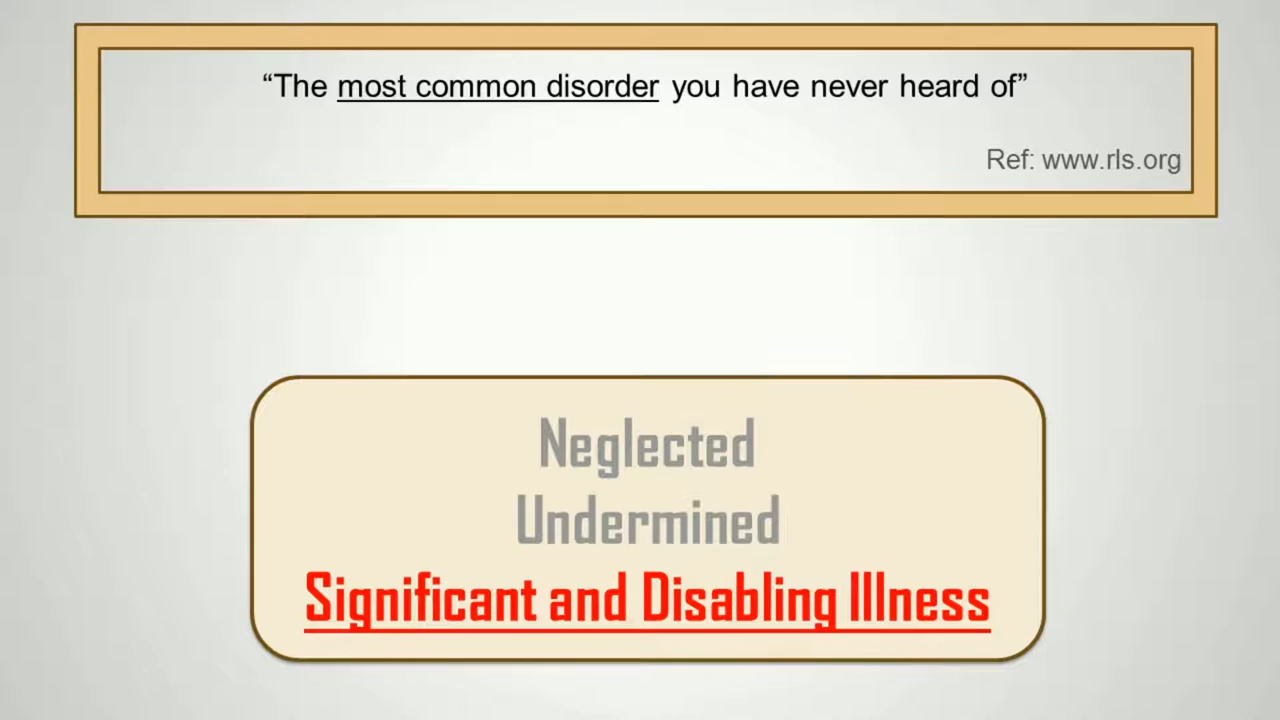 “The most common disorder you have never heard of”
Ref: www.rls.org
Neglected
Undermined
Significant and Disabling Illness